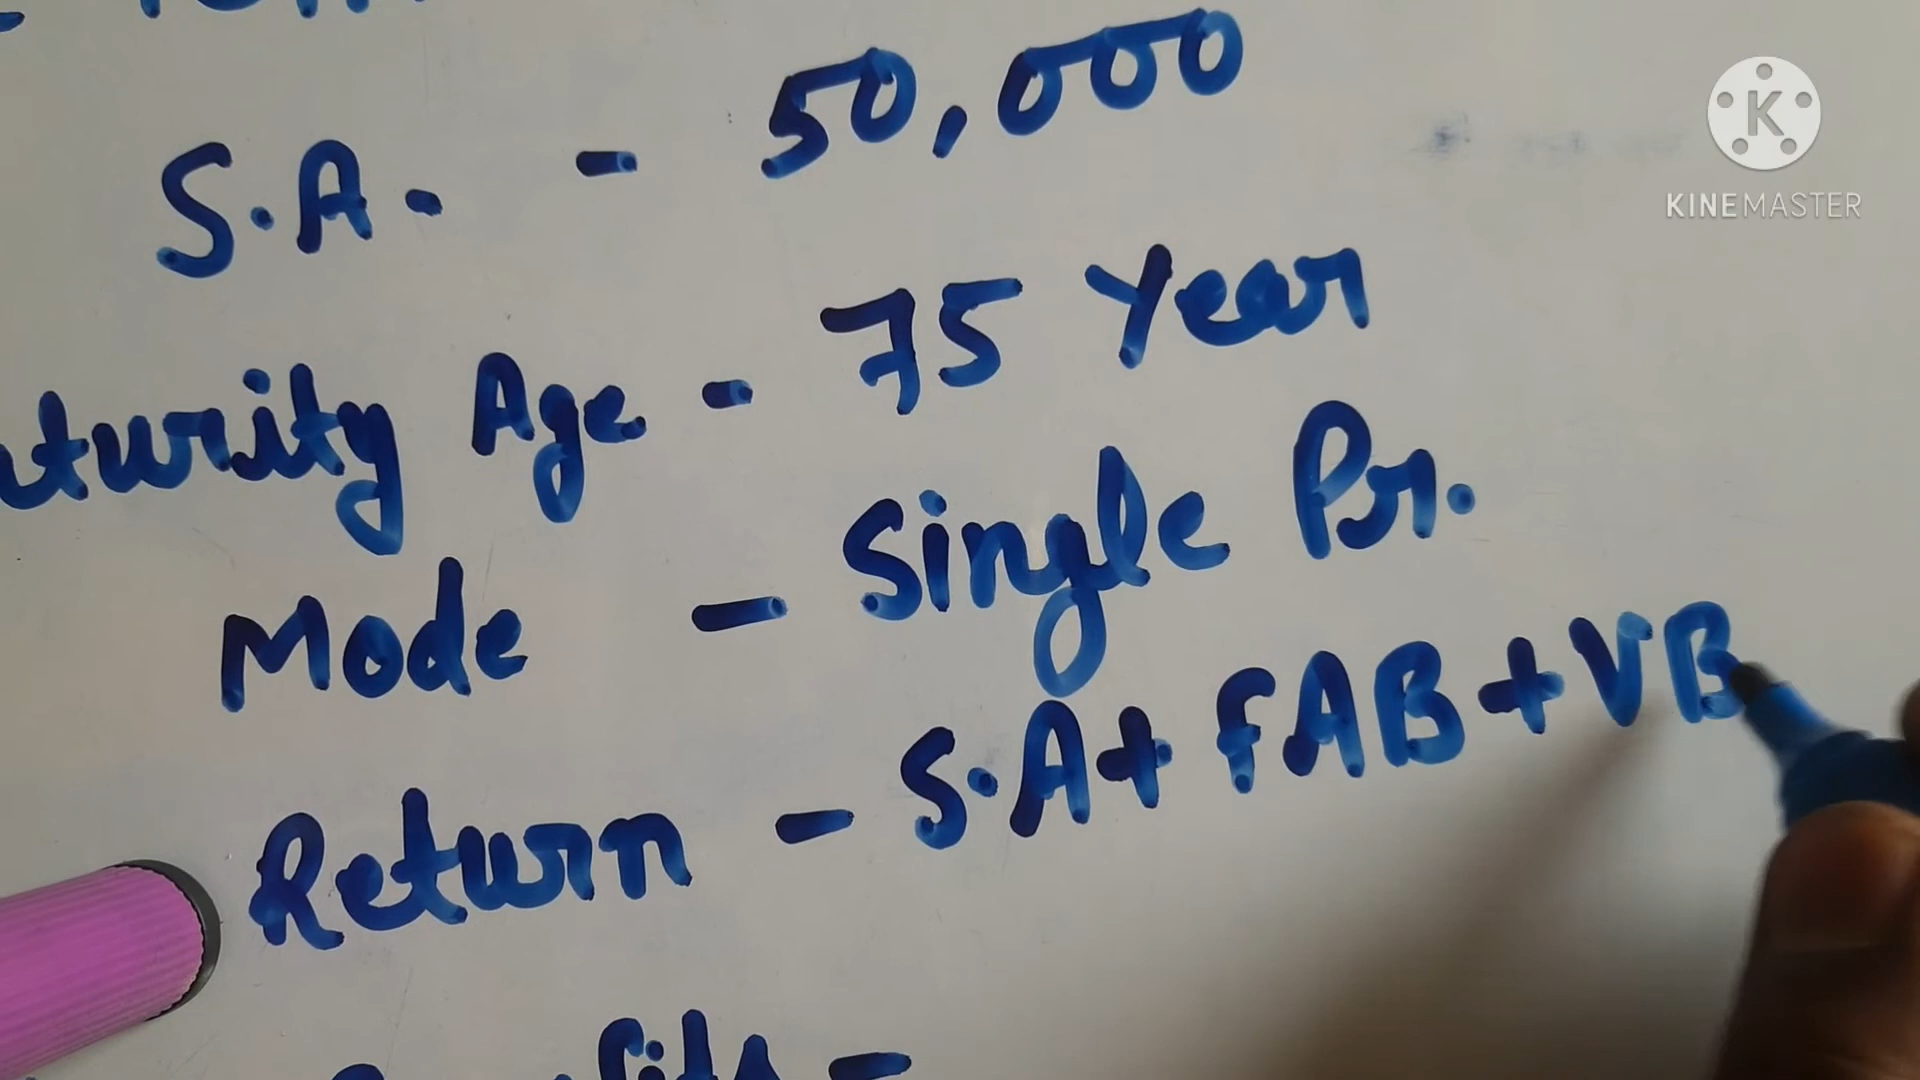 S.A. - 50,000
Maturity Age - 75 Year
Mode - Single Pr.
Return - S.A + FAB + VB
KINEMASTER